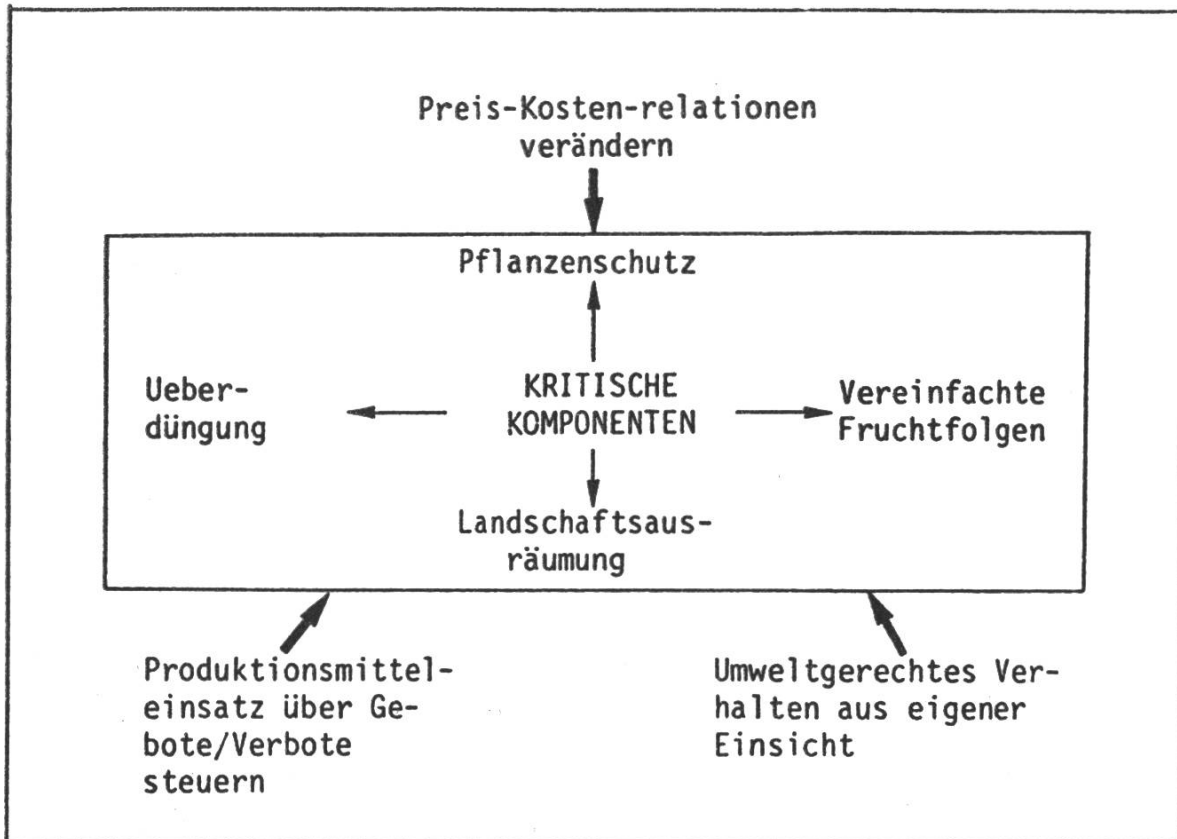 Preis-Kosten-relationen
verändern
Pflanzenschutz
Ueber-
düngung
KRITISCHE
KOMPONENTEN
Vereinfachte
Fruchtfolgen
Landschaftsaus-
räumung
Produktionsmittel-
einsatz über Ge-
bote/Verbote
steuern
Umweltgerechtes Ver-
halten aus eigener
Einsicht